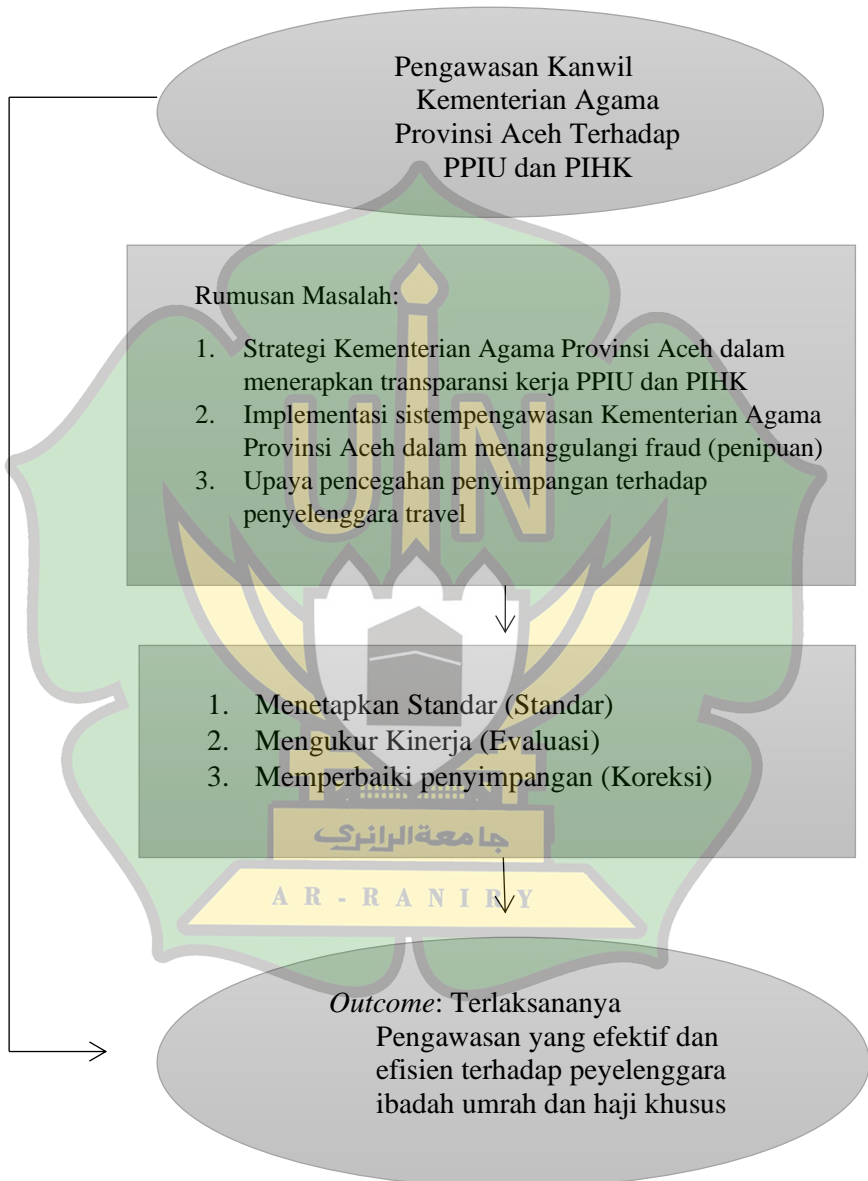 Pengawasan Kanwil
Kementerian Agama
Provinsi Aceh Terhadap
PPIU dan PIHK
Rumusan Masalah:
1. Strategi Kementerian Agama Provinsi Aceh dalam
menerapkan transparansi kerja PPIU dan PIHK
2. Implementasi sistempengawasan Kementerian Agama
Provinsi Aceh dalam menanggulangi fraud (penipuan)
3. Upaya pencegahan penyimpangan terhadap
penyelenggara travel
UIN
1. Menetapkan Standar (Standar)
2. Mengukur Kinerja (Evaluasi)
3. Memperbaiki penyimpangan (Koreksi)
جامعةالرانري
AR-RANIRY
Outcome: Terlaksananya
Pengawasan yang efektif dan
efisien terhadap peyelenggara
ibadah umrah dan haji khusus